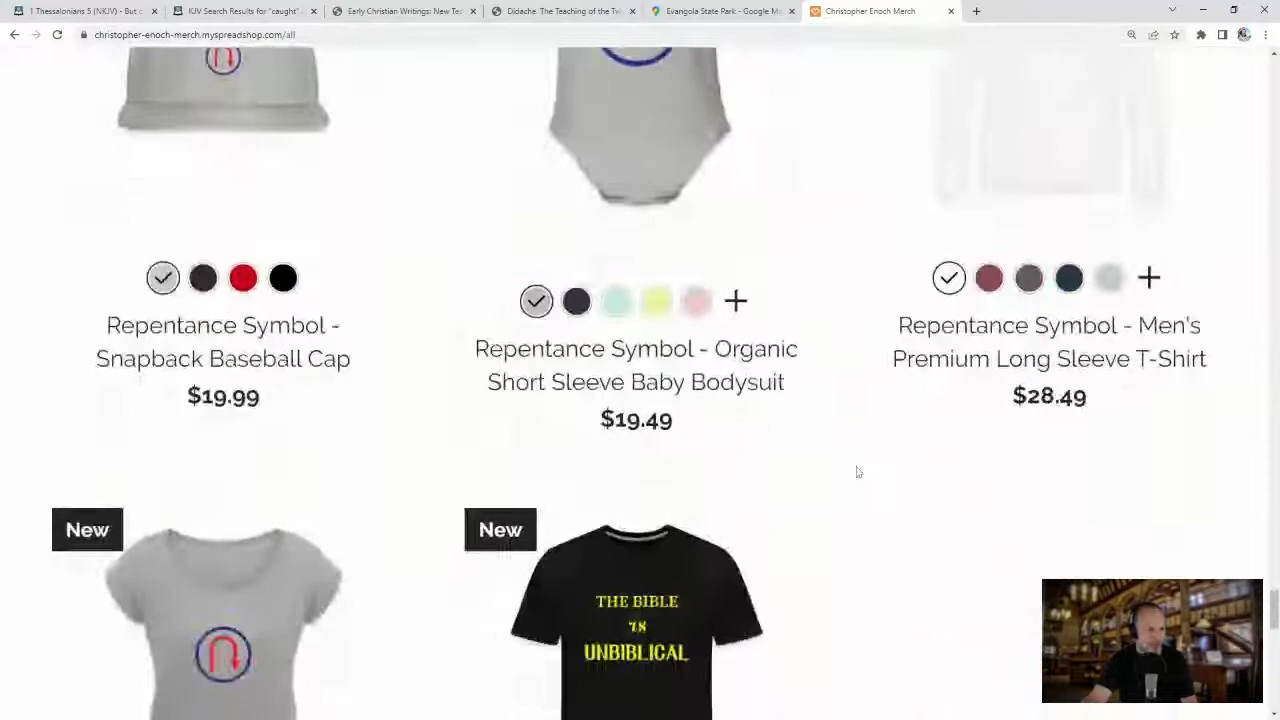 1 Thessalonians 5 (NKJV) - But c
KJV Search Results for "caught"
Early Christian Writings: New Te
Didache: The Teaching of the Tw
Evangola State Park - Google M
Christopher Enoch Merch
christopher-enoch-merch.myspreadshop.com/all
Repentance Symbol -
Snapback Baseball Cap
$19.99
Repentance Symbol - Organic
Short Sleeve Baby Bodysuit
$19.49
Repentance Symbol - Men's
Premium Long Sleeve T-Shirt
$28.49
New
New
THE BIBLE
IS
UNBIBLICAL